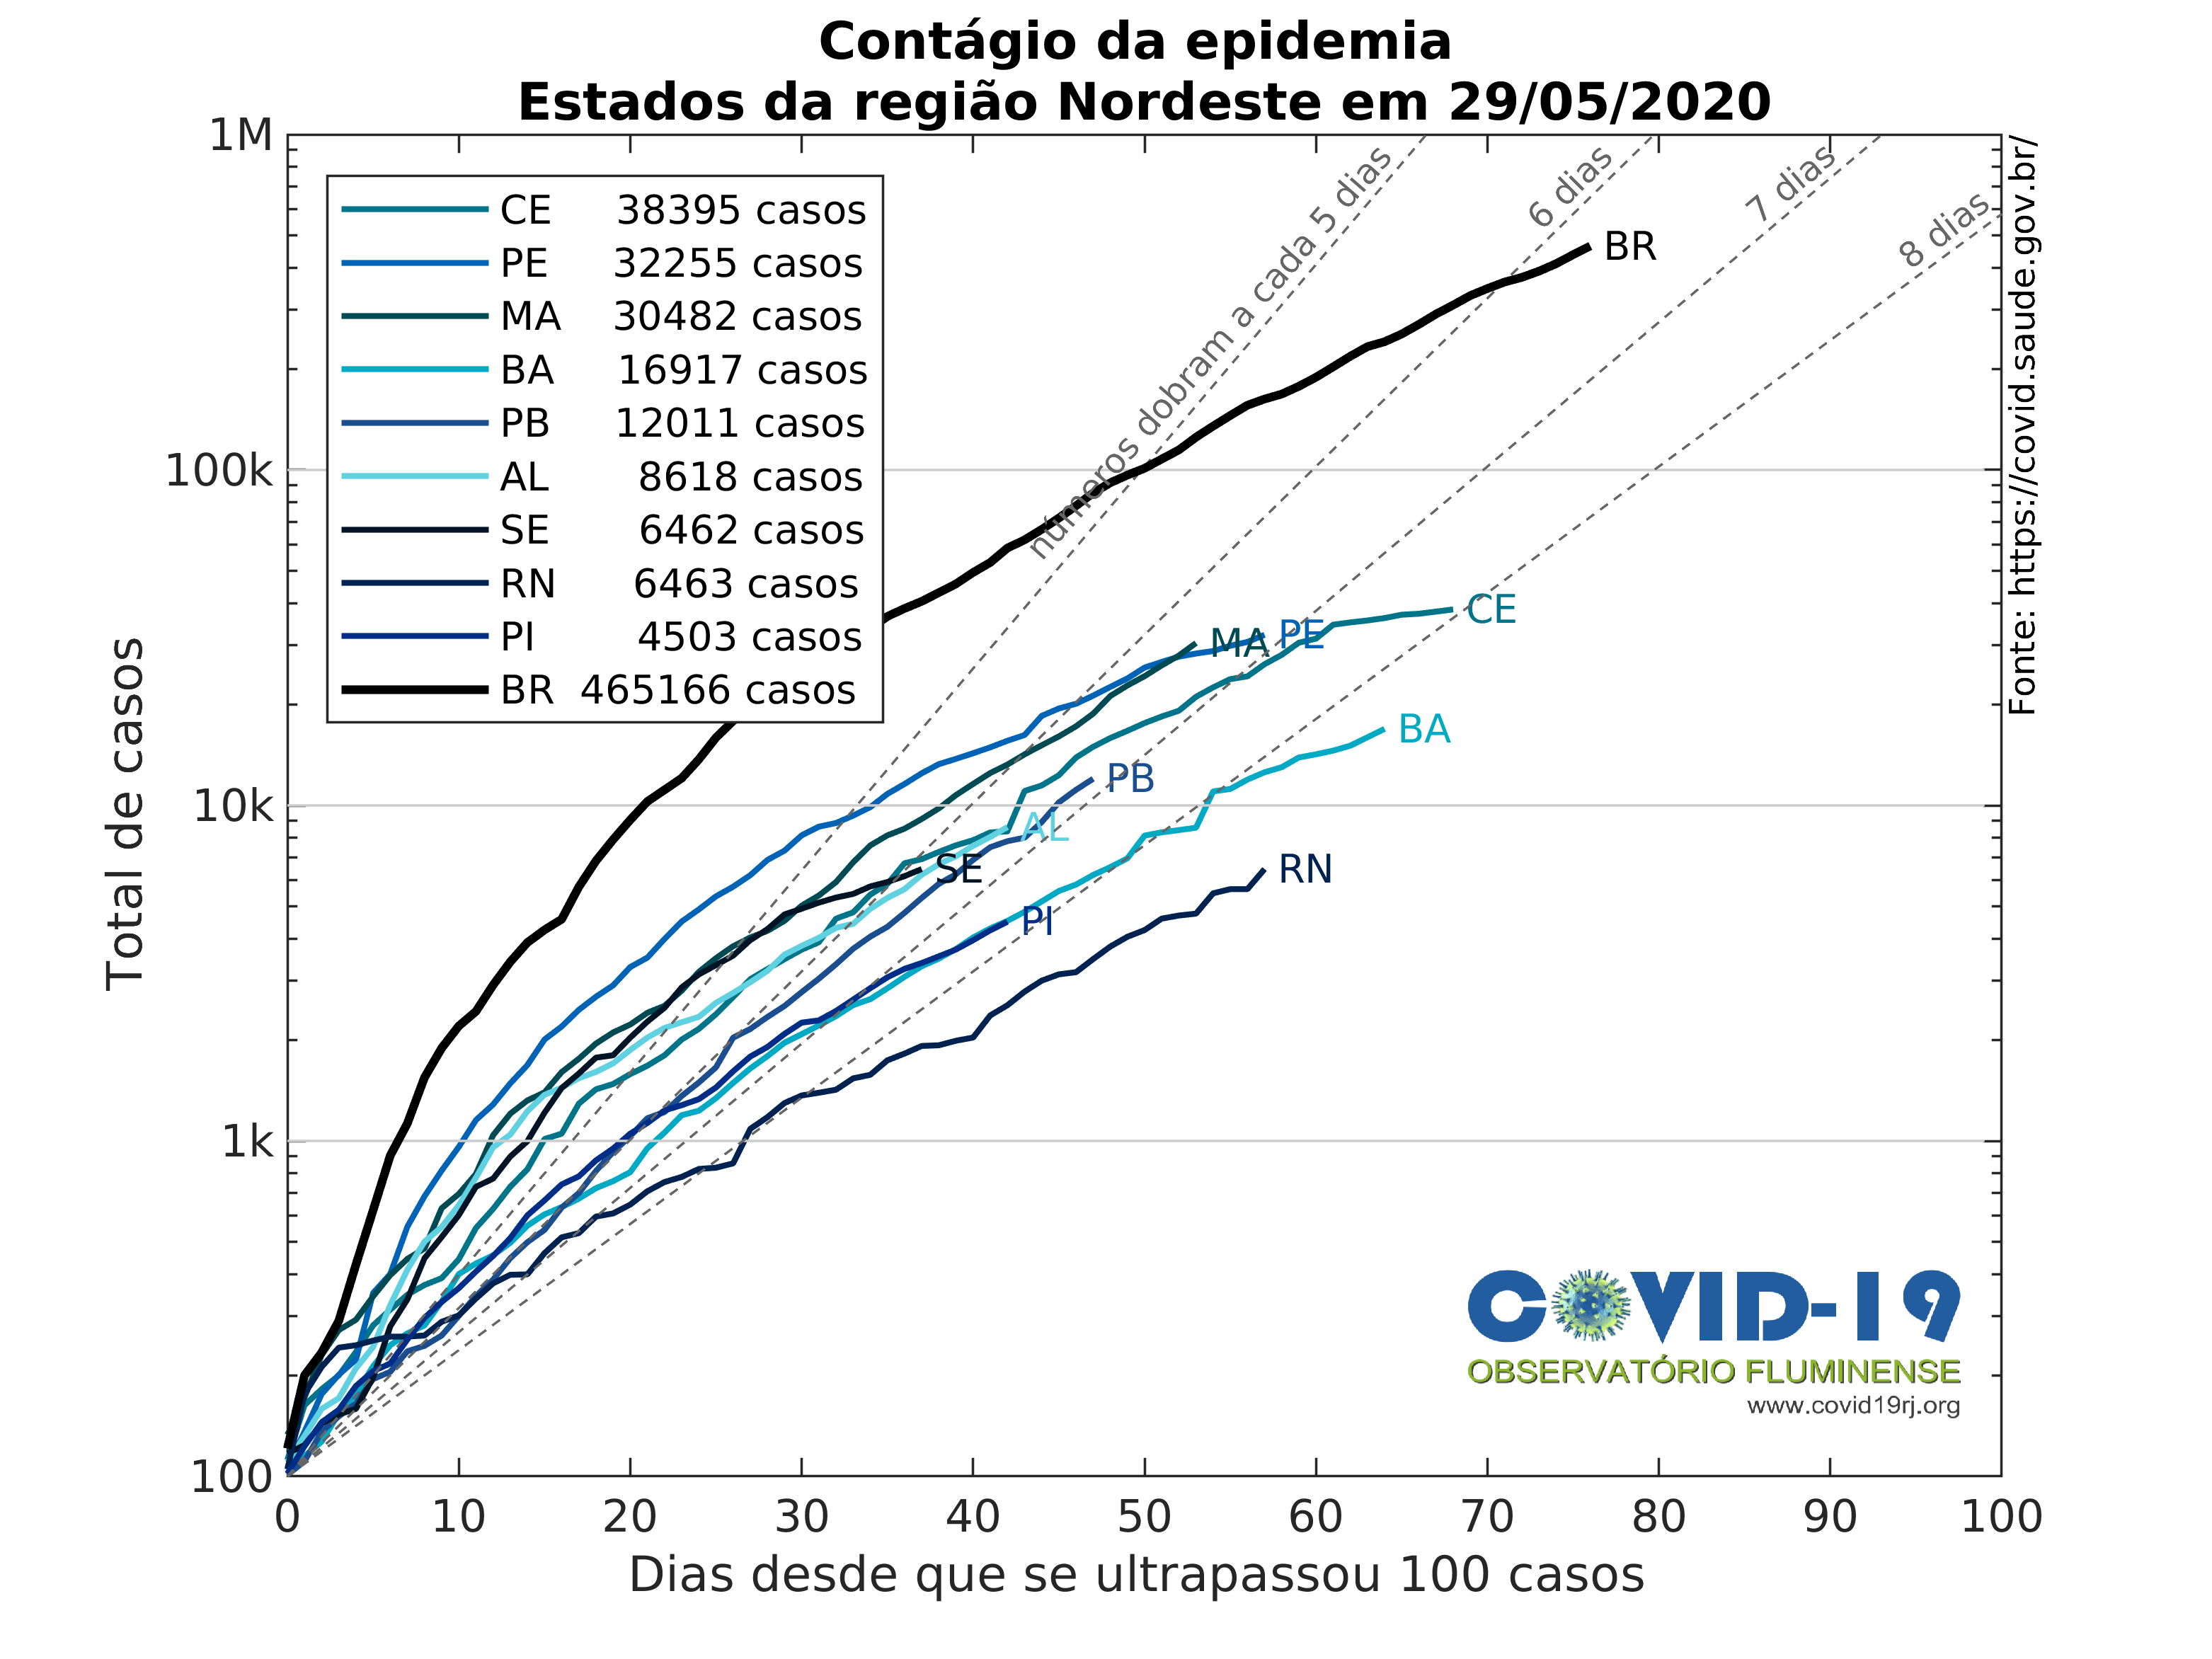 Contágio da epidemia
Estados da região Nordeste em 29/05/2020
1M
100k
10k
1k
100
Total de casos
CE 38395 casos
PE 32255 casos
MA 30482 casos
BA 16917 casos
PB 12011 casos
AL 8618 casos
SE 6462 casos
RN 6463 casos
PI 4503 casos
BR 465166 casos
números dobram a cada 5 dias
6 dias
7 dias
8 dias
BR
CE
PE
MA
BA
PB
AL
SE
RN
PI
Fonte: https://covid.saude.gov.br/
COVID-19
OBSERVATÓRIO FLUMINENSE
www.covid19rj.org
0 10 20 30 40 50 60 70 80 90 100
Dias desde que se ultrapassou 100 casos